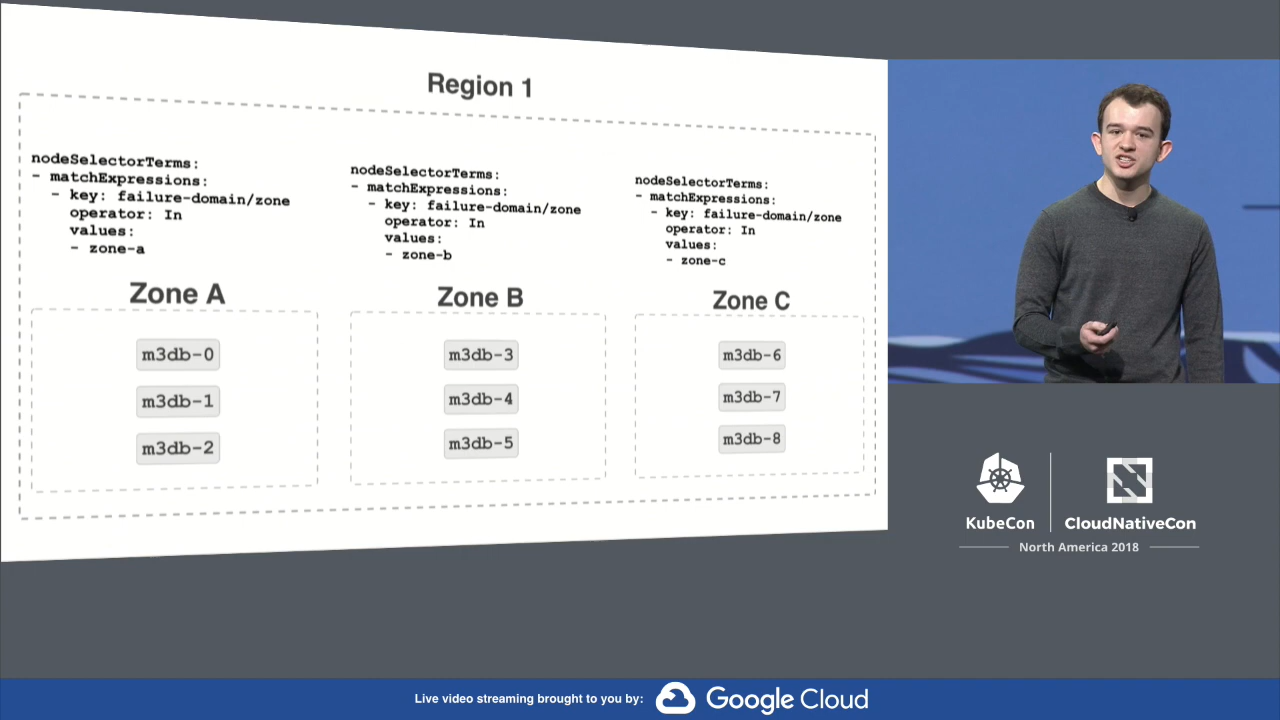 Region 1
nodeSelectorTerms:
- matchExpressions:
- key: failure-domain/zone
operator: In
values:
- zone-a
Zone A
m3db-0
m3db-1
m3db-2
nodeSelectorTerms:
- matchExpressions:
- key: failure-domain/zone
operator: In
values:
- zone-b
Zone B
m3db-3
m3db-4
m3db-5
nodeSelectorTerms:
- matchExpressions:
- key: failure-domain/zone
operator: In
values:
- zone-c
Zone C
m3db-6
m3db-7
m3db-8
KubeCon
CloudNativeCon
North America 2018
Live video streaming brought to you by:
Google Cloud